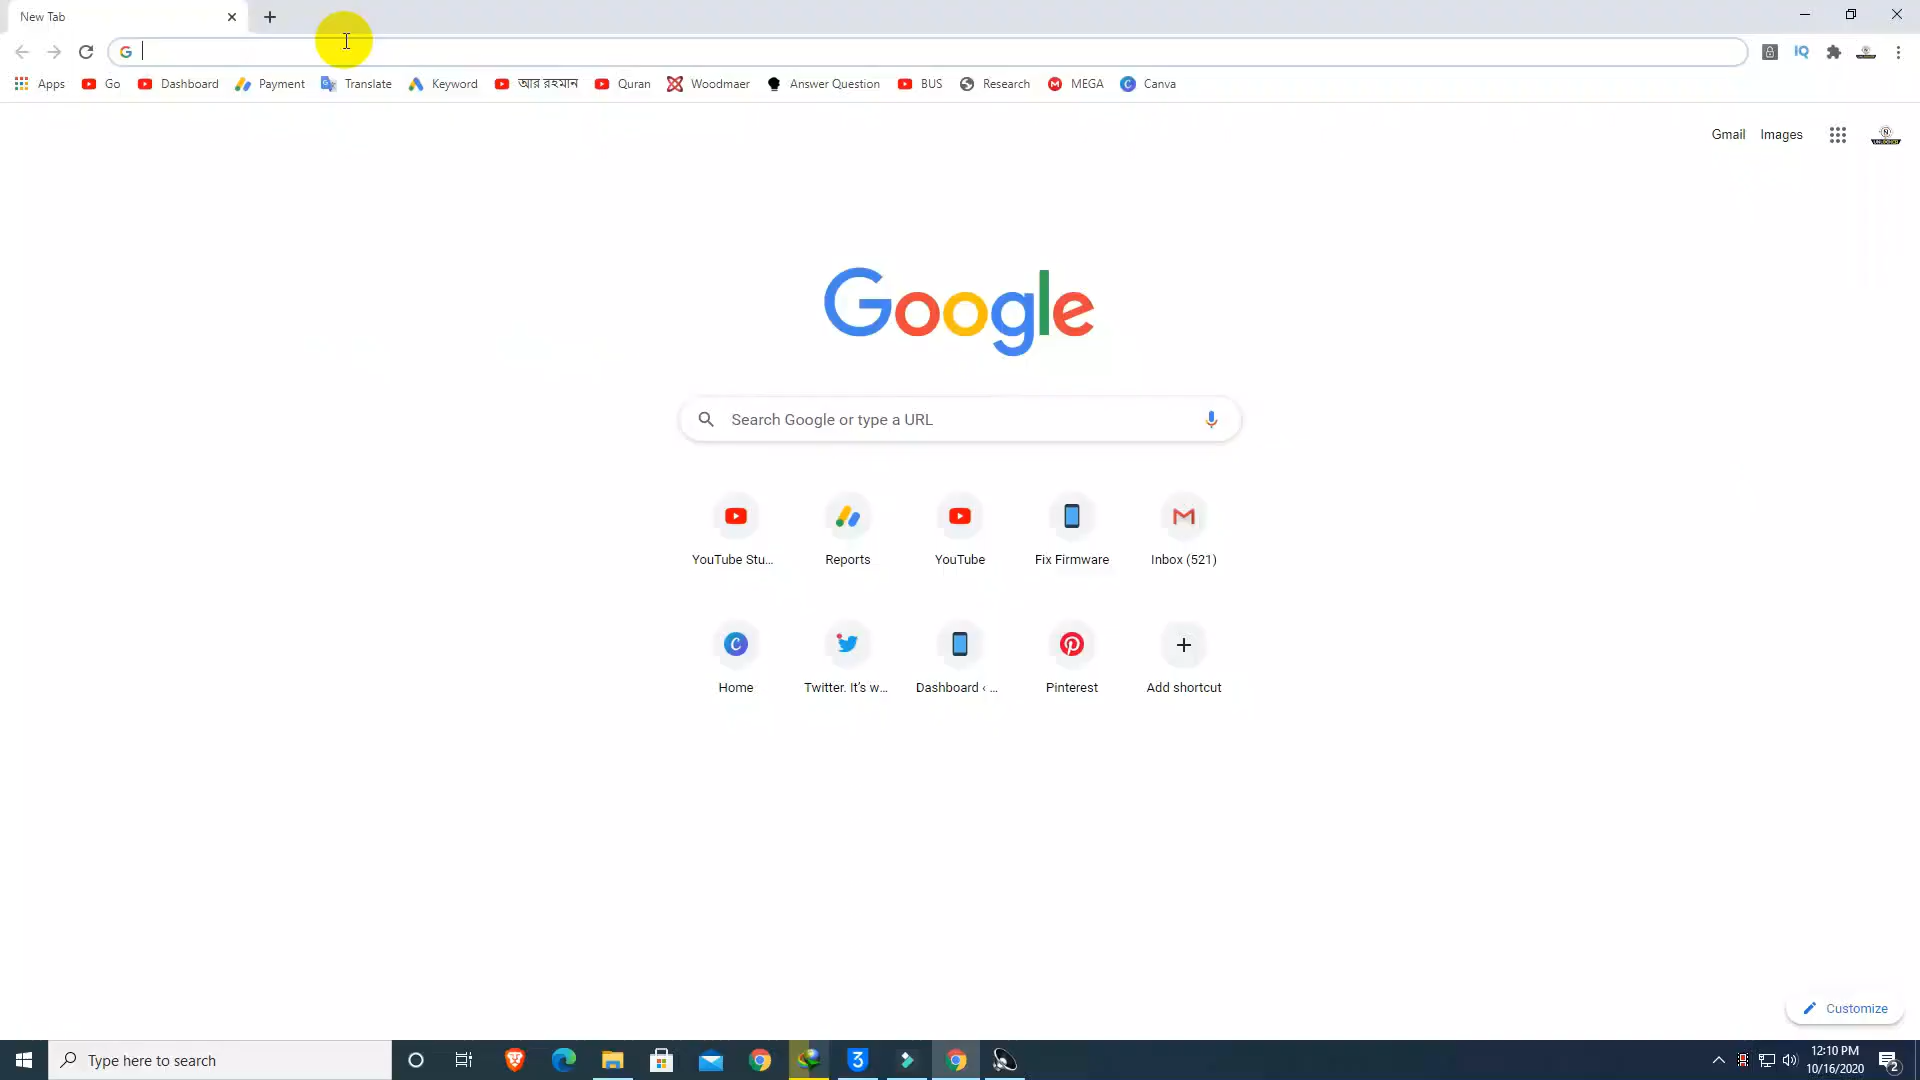 New Tab
Apps Go Dashboard Payment Translate Keyword আর রহমান Quran Woodmaer Answer Question BUS Research MEGA Canva
Gmail Images
Google
Search Google or type a URL
YouTube Stu... Reports YouTube Fix Firmware Inbox (521)
Home Twitter. It's w... Dashboard ‹ ... Pinterest Add shortcut
Customize
Type here to search
12:10 PM
10/16/2020
2